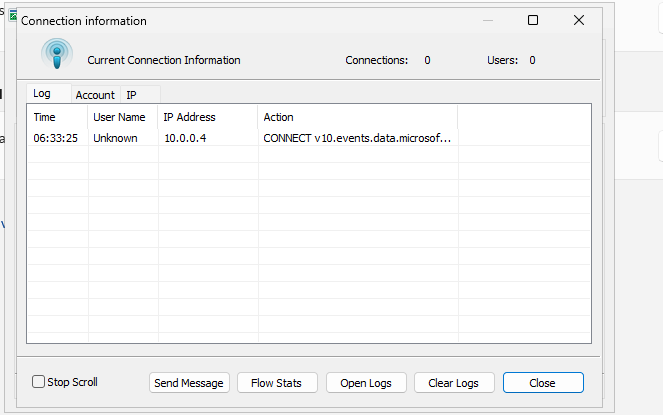 Connection information
Current Connection Information Connections: 0 Users: 0
Log Account IP
Time User Name IP Address Action
06:33:25 Unknown 10.0.0.4 CONNECT v10.events.data.microsof...
Stop Scroll Send Message Flow Stats Open Logs Clear Logs Close